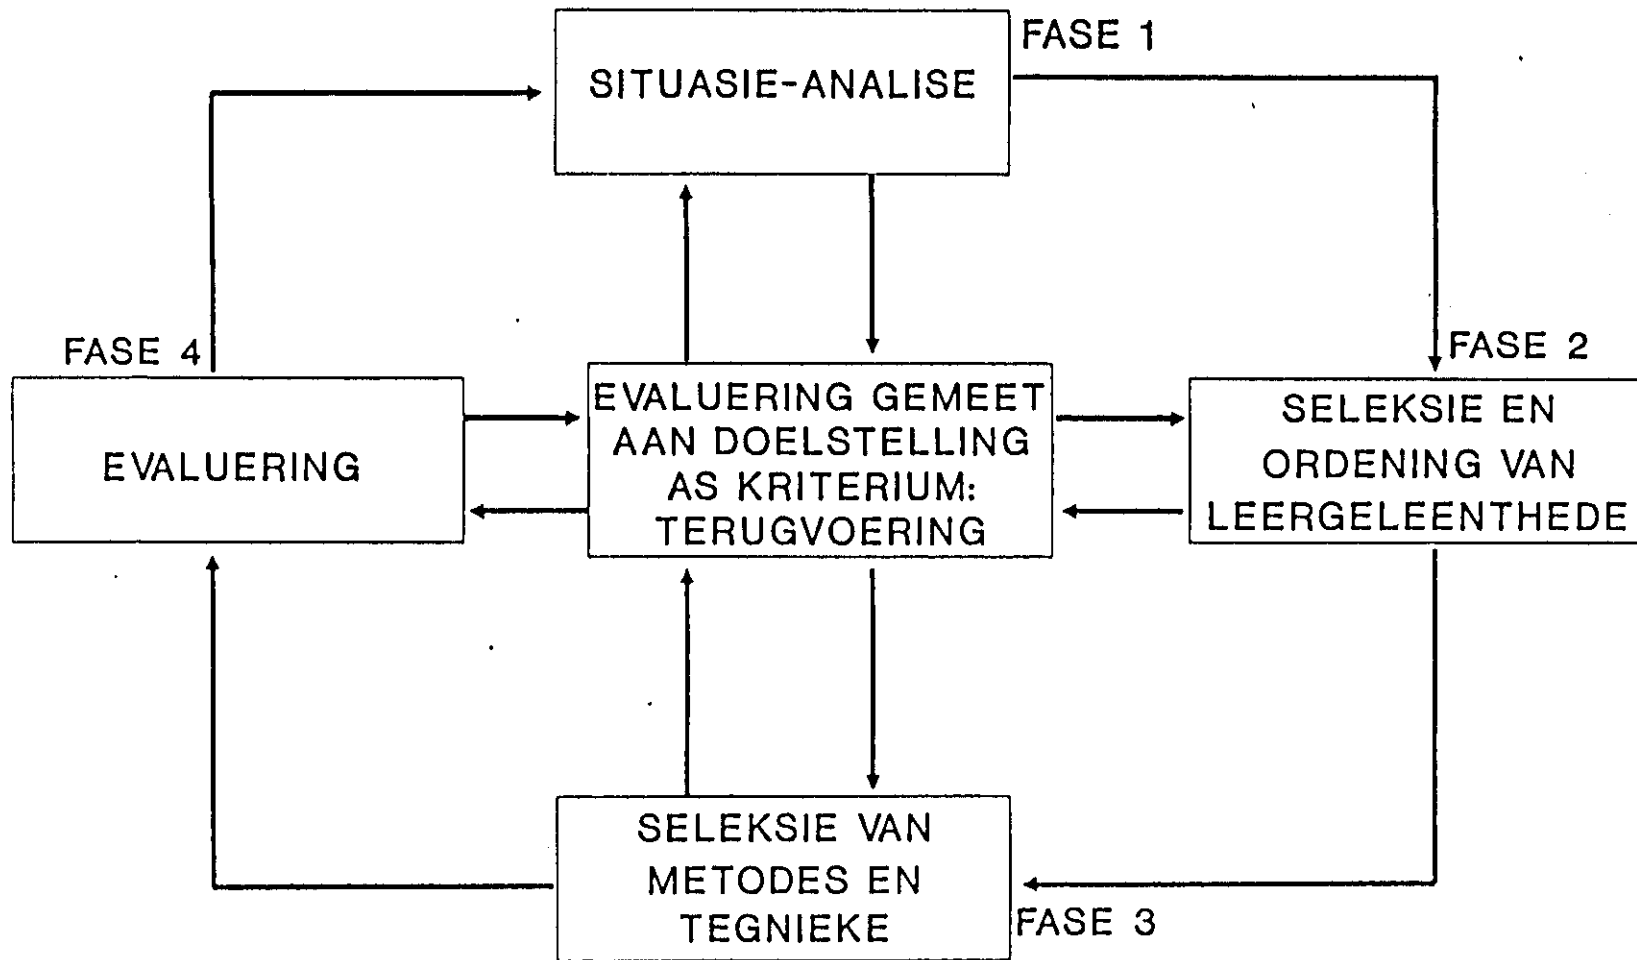 FASE 1
SITUASIE-ANALISE
FASE 4
FASE 2
EVALUERING
EVALUERING GEMEET
AAN DOELSTELLING
AS KRITERIUM:
TERUGVOERING
SELEKSIE EN
ORDENING VAN
LEERGELEENTHEDE
SELEKSIE VAN
METODES EN
TEGNIEKE
FASE 3